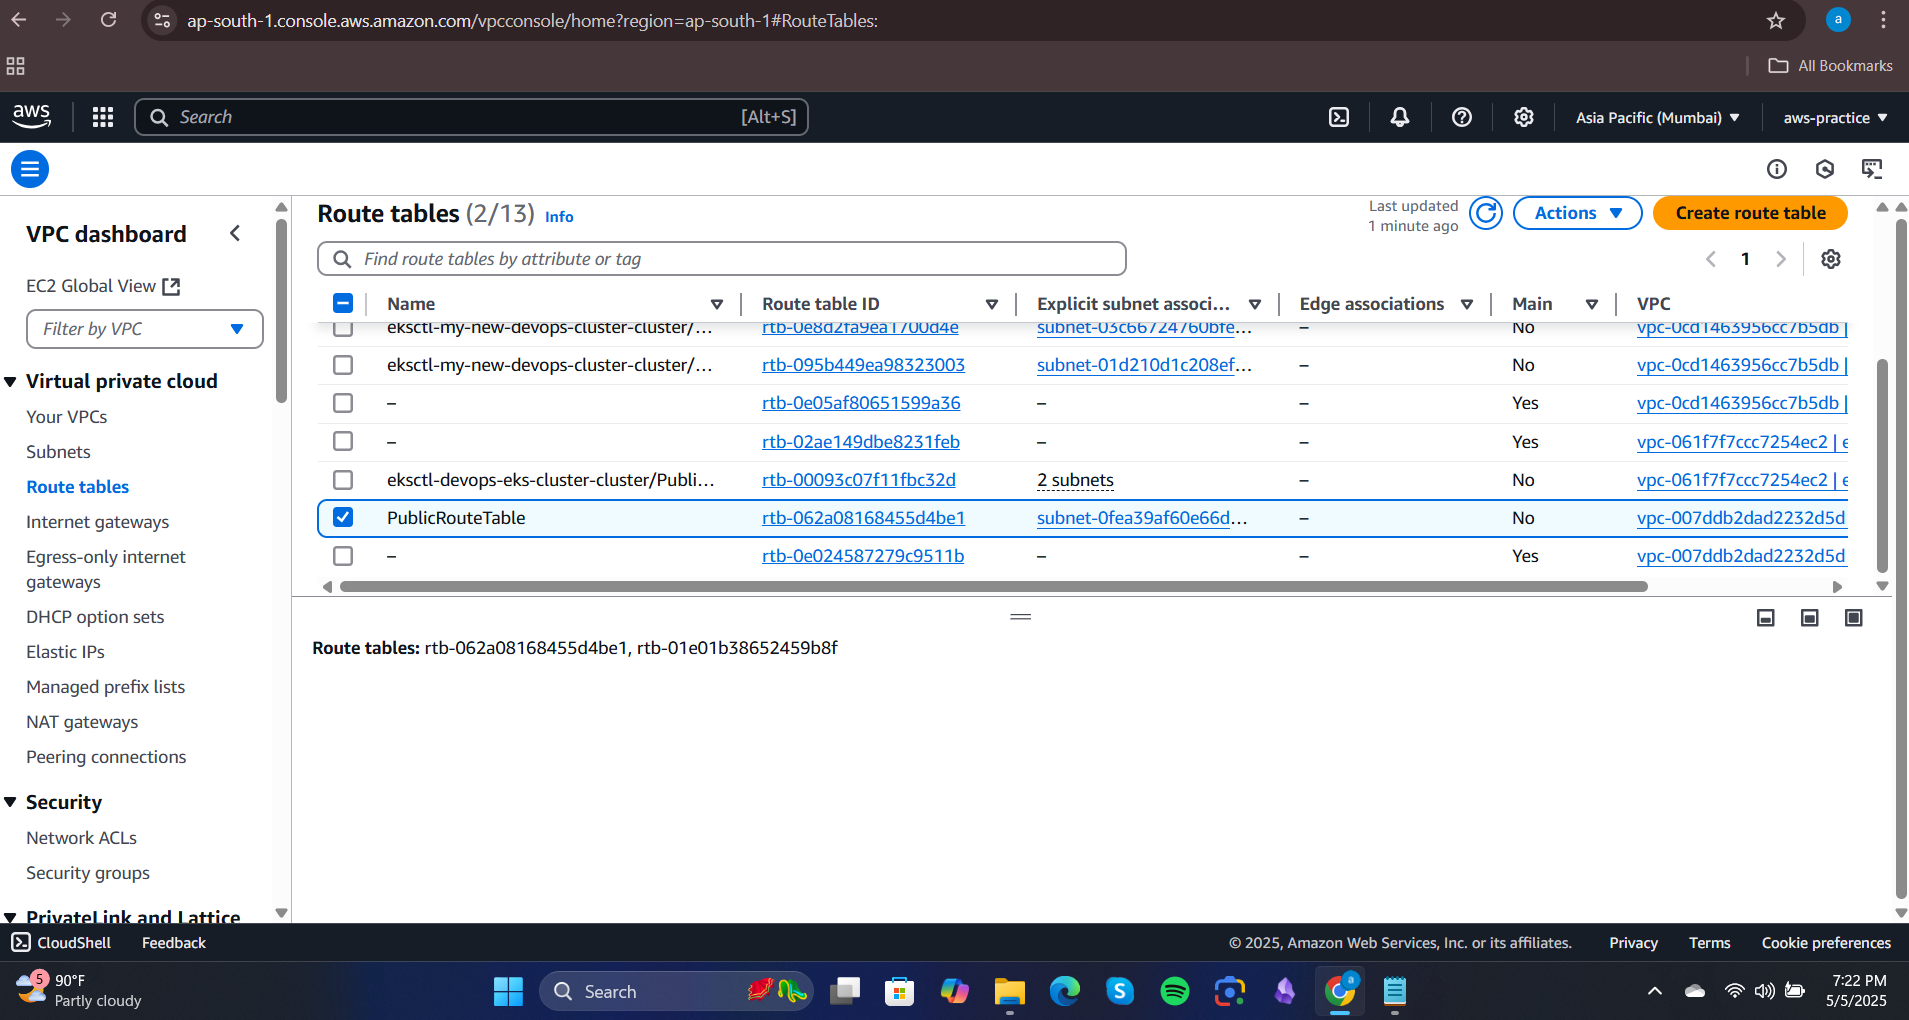 ap-south-1.console.aws.amazon.com/vpcconsole/home?region=ap-south-1#RouteTables:
a
All Bookmarks
aws
Search
[Alt+S]
Asia Pacific (Mumbai)
aws-practice
VPC dashboard
EC2 Global View
Filter by VPC
Virtual private cloud
Your VPCs
Subnets
Route tables
Internet gateways
Egress-only internet
gateways
DHCP option sets
Elastic IPs
Managed prefix lists
NAT gateways
Peering connections
Security
Network ACLs
Security groups
PrivateLink and Lattice
Route tables (2/13) Info
Last updated
1 minute ago
Actions
Create route table
Find route tables by attribute or tag
1
Name Route table ID Explicit subnet associ... Edge associations Main VPC
eksctl-my-new-devops-cluster-cluster/... rtb-0e8d2fa9ea1700d4e subnet-03c66724760bfe... – No vpc-0cd1463956cc7b5db |
eksctl-my-new-devops-cluster-cluster/... rtb-095b449ea98323003 subnet-01d210d1c208ef... – No vpc-0cd1463956cc7b5db |
– rtb-0e05af80651599a36 – – Yes vpc-0cd1463956cc7b5db |
– rtb-02ae149dbe8231feb – – Yes vpc-061f7f7ccc7254ec2 | e
eksctl-devops-eks-cluster-cluster/Publi... rtb-00093c07f11fbc32d 2 subnets – No vpc-061f7f7ccc7254ec2 | e
PublicRouteTable rtb-062a08168455d4be1 subnet-0fea39af60e66d... – No vpc-007ddb2dad2232d5d
– rtb-0e024587279c9511b – – Yes vpc-007ddb2dad2232d5d
Route tables: rtb-062a08168455d4be1, rtb-01e01b38652459b8f
CloudShell
Feedback
© 2025, Amazon Web Services, Inc. or its affiliates.
Privacy
Terms
Cookie preferences
5
90°F
Partly cloudy
Search
a
7:22 PM
5/5/2025